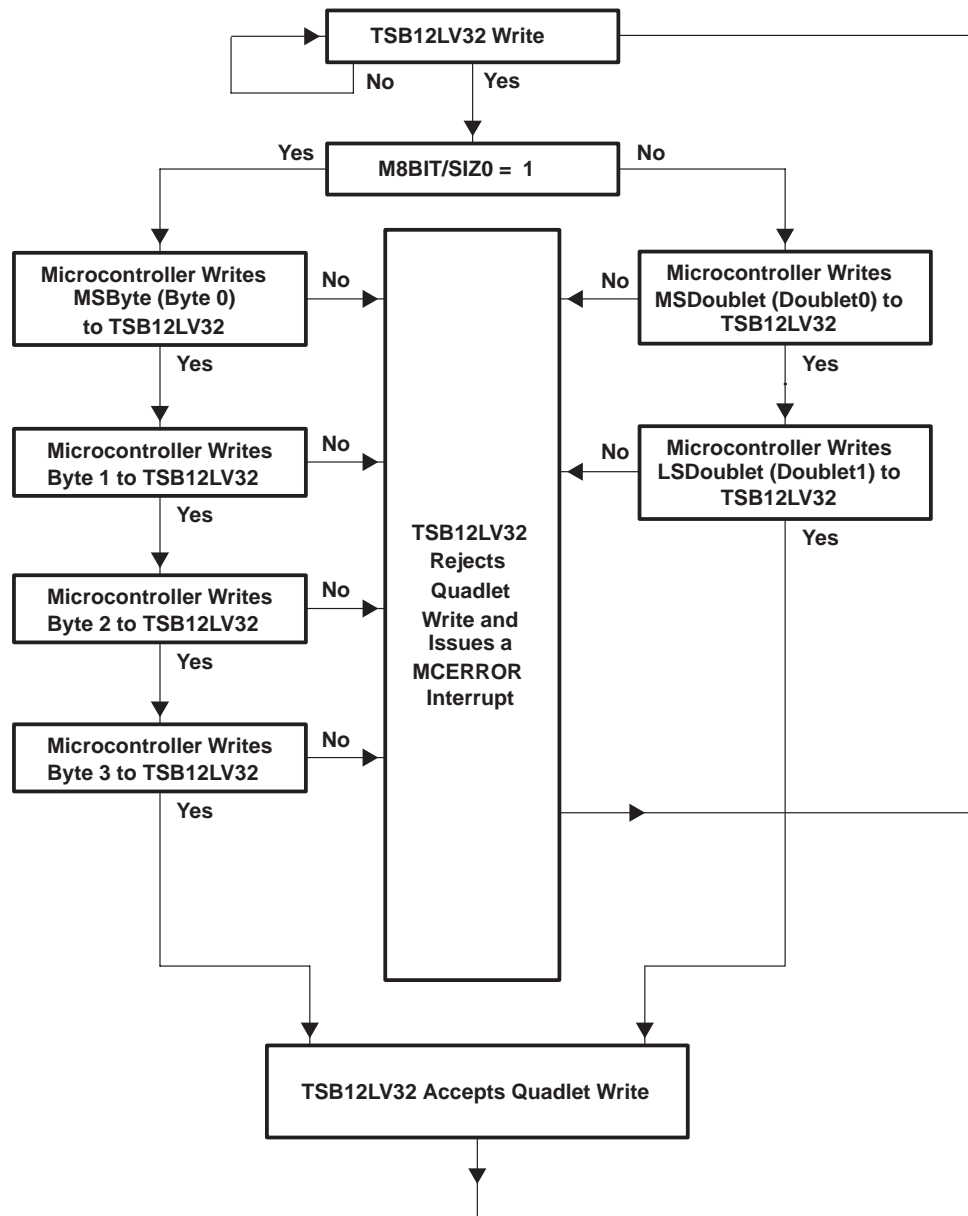 TSB12LV32 Write
No
Yes
Yes
M8BIT/SIZ0 = 1
No
Microcontroller Writes
MSByte (Byte 0)
to TSB12LV32
No
No
Microcontroller Writes
MSDoublet (Doublet0) to
TSB12LV32
Yes
Yes
Microcontroller Writes
Byte 1 to TSB12LV32
No
No
Microcontroller Writes
LSDoublet (Doublet1) to
TSB12LV32
Yes
Yes
TSB12LV32
Rejects
Quadlet
Write and
Issues a
MCERROR
Interrupt
Microcontroller Writes
Byte 2 to TSB12LV32
No
Yes
Microcontroller Writes
Byte 3 to TSB12LV32
No
Yes
TSB12LV32 Accepts Quadlet Write